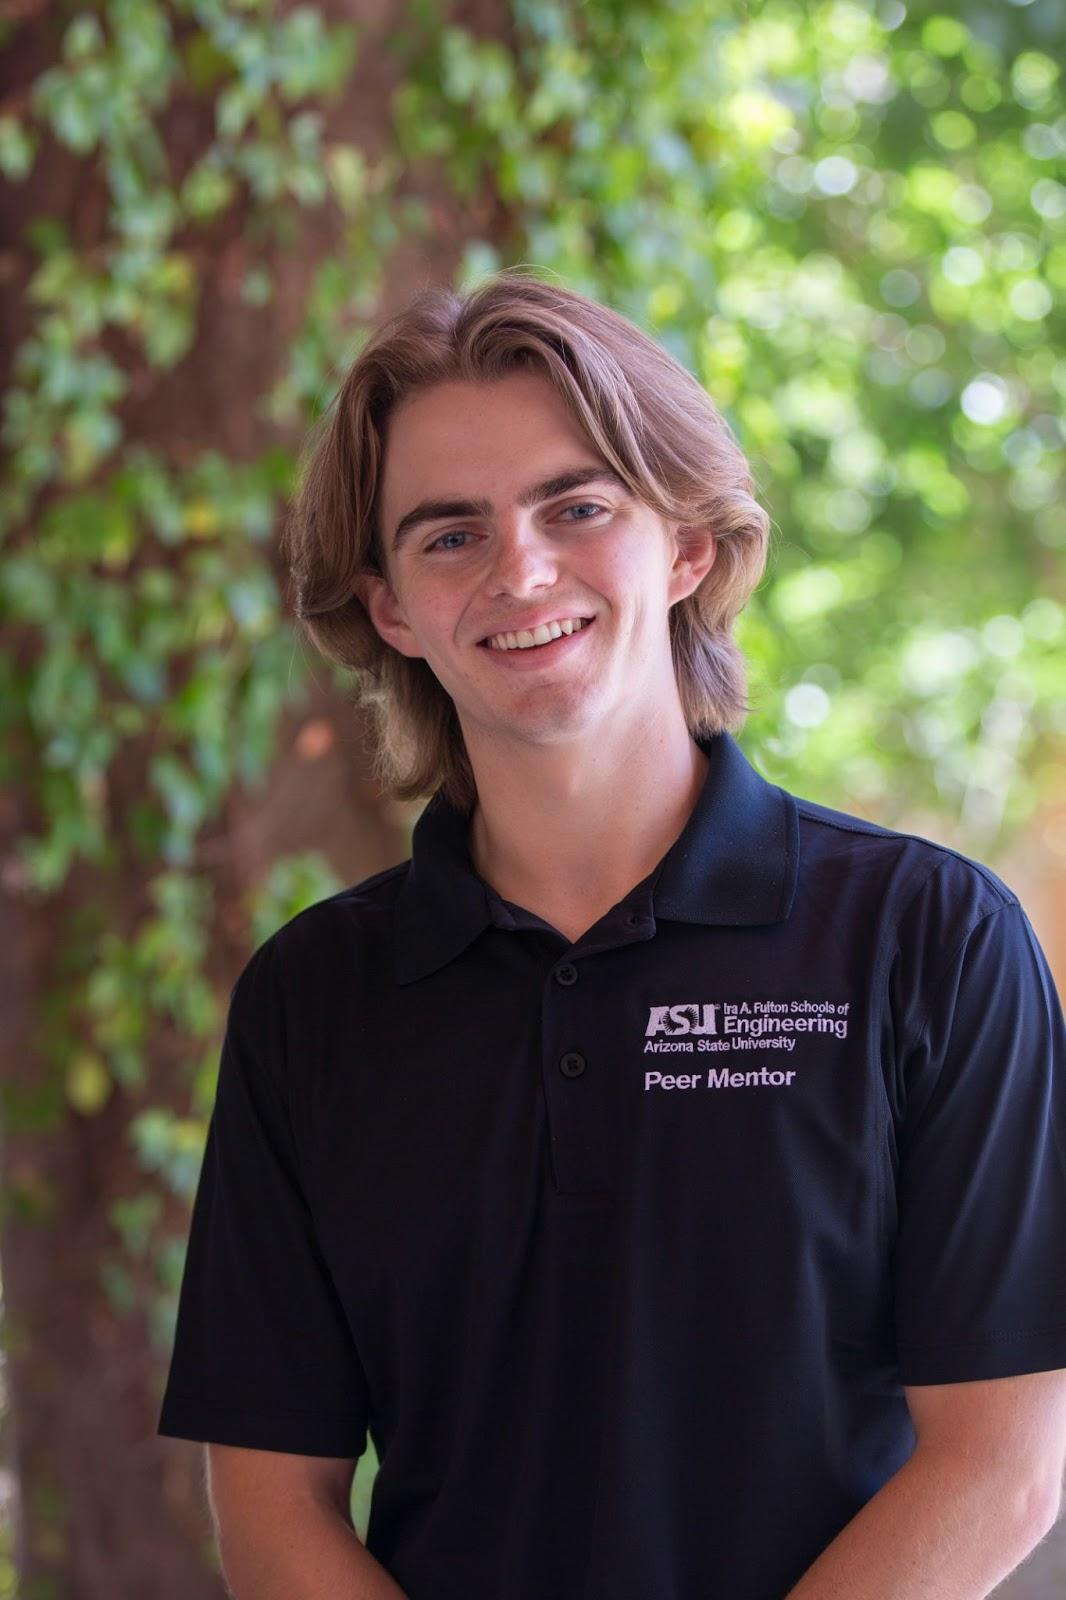 ASU® Ira A. Fulton Schools of
Engineering
Arizona State University
Peer Mentor